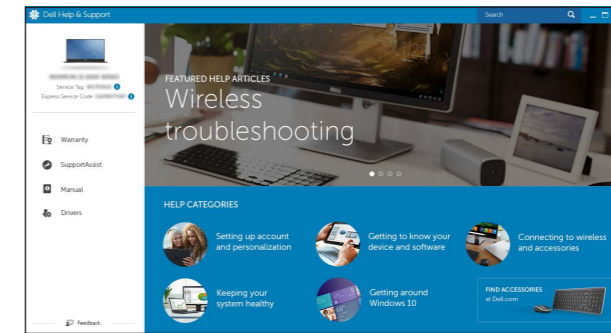 Dell Help & Support
Search
Service Tag:
Express Service Code:
Warranty
SupportAssist
Manual
Drivers
Feedback
FEATURED HELP ARTICLES
Wireless
troubleshooting
DELL
HELP CATEGORIES
Setting up account
and personalization
Getting to know your
device and software
Connecting to wireless
and accessories
Keeping your
system healthy
Getting around
Windows 10
FIND ACCESSORIES
at Dell.com